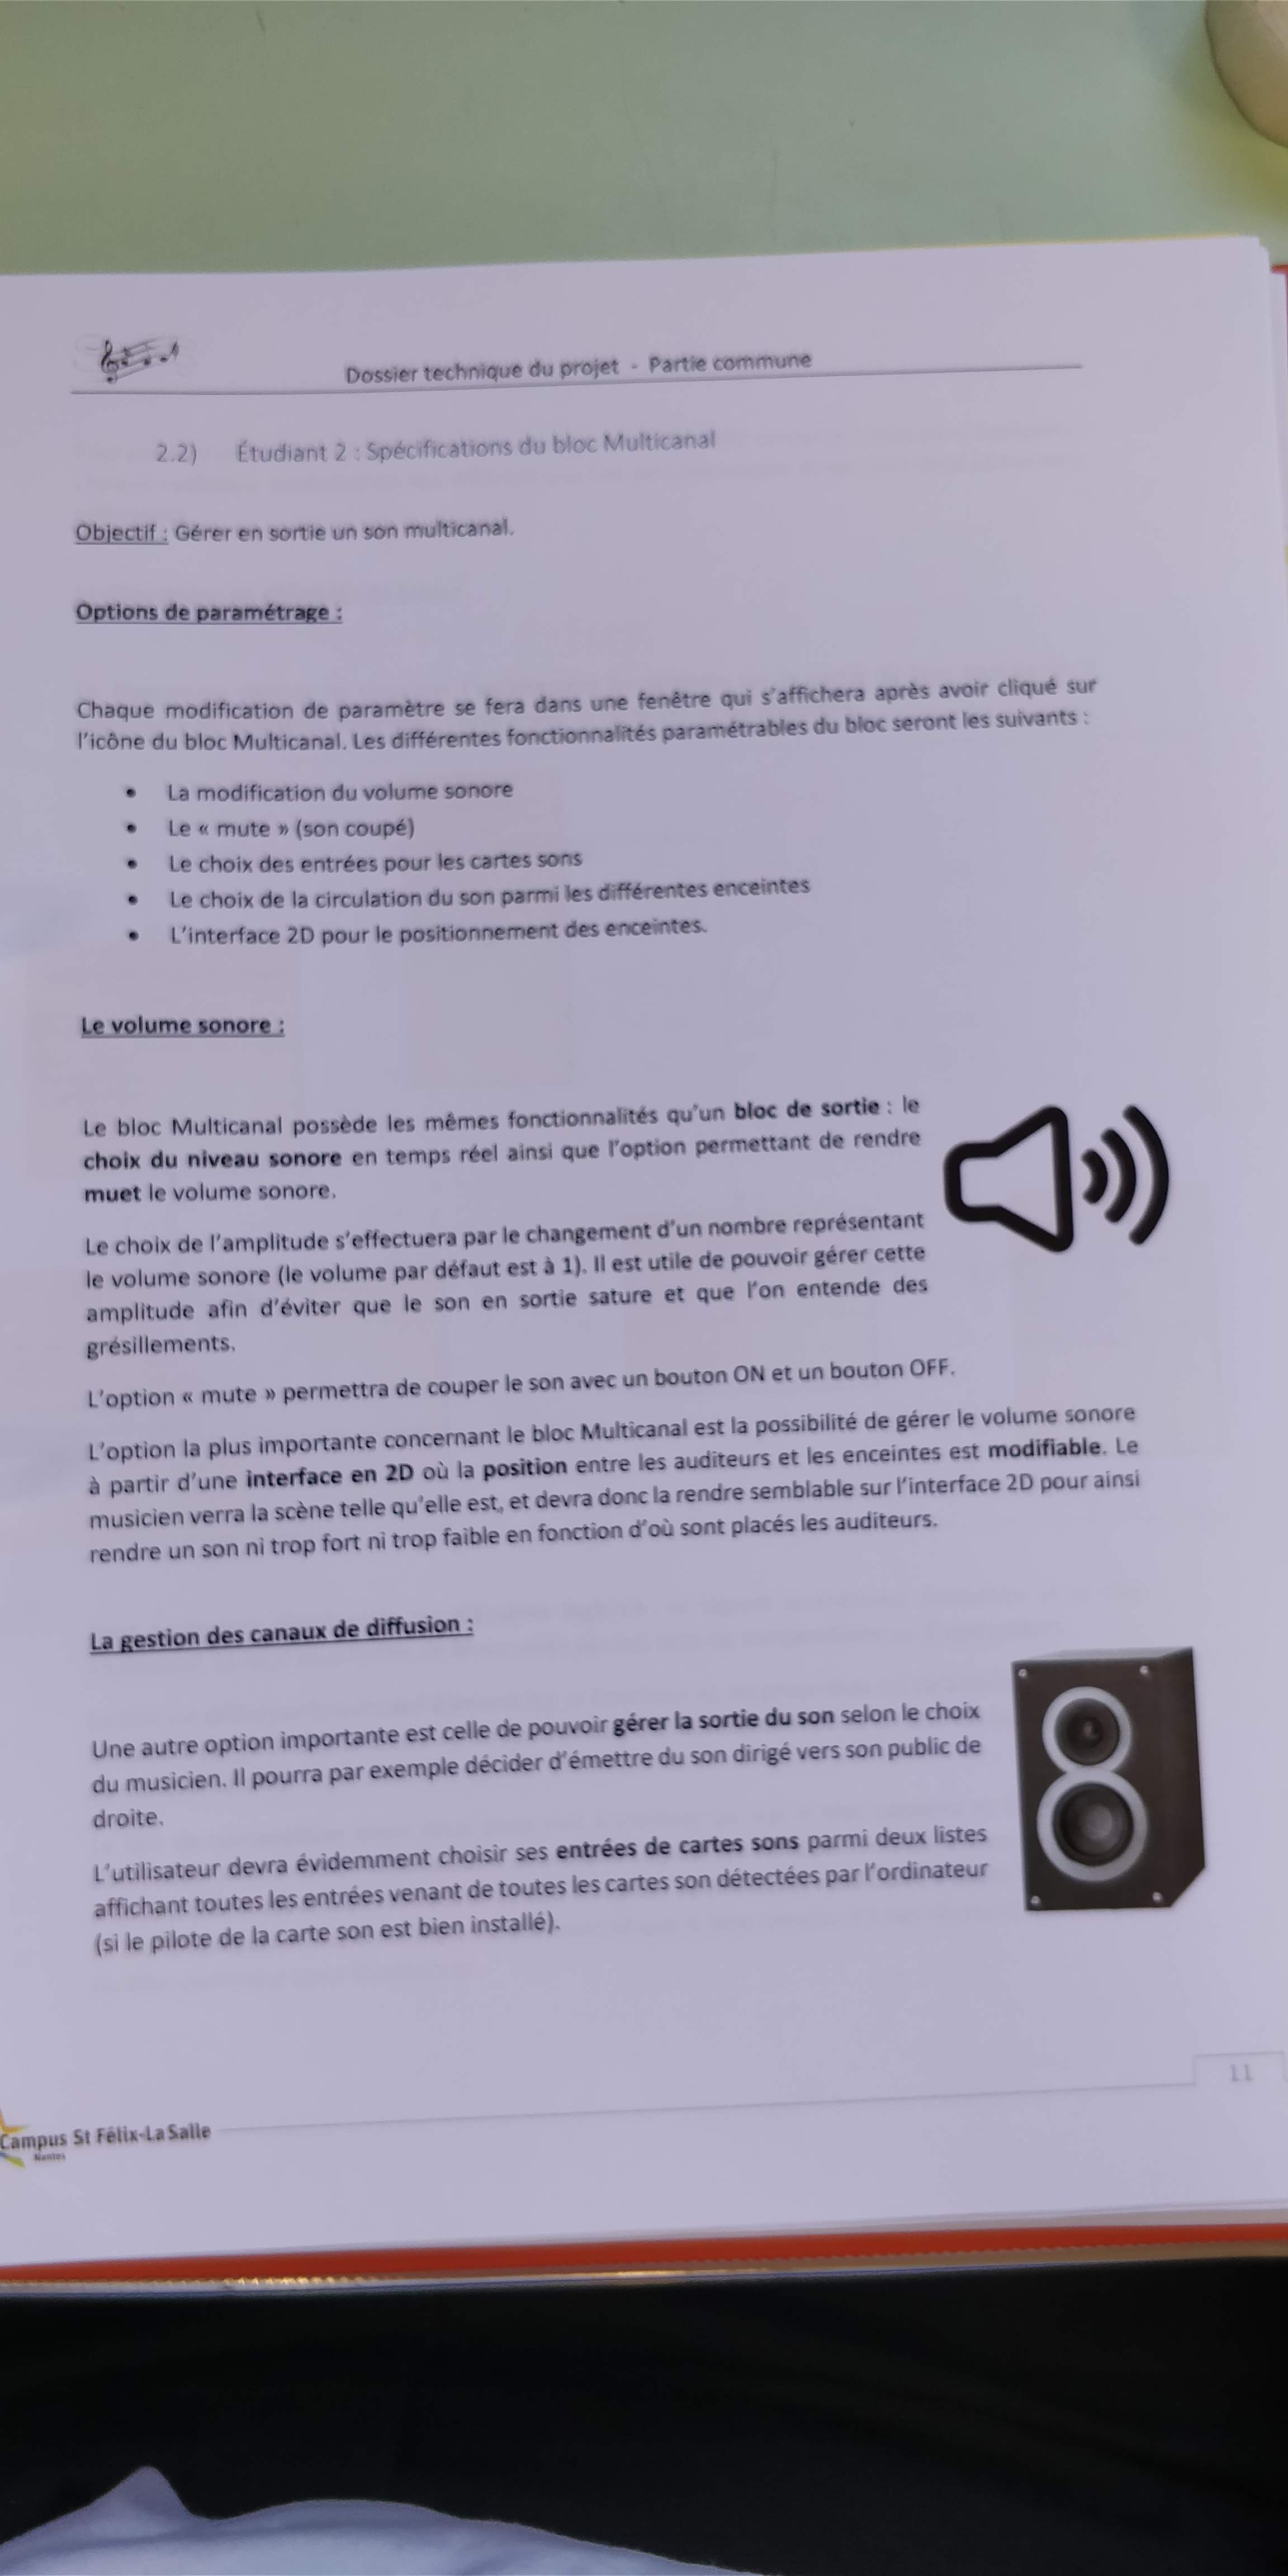 Dossier technique du projet - Partie commune
2.2) Étudiant 2 : Spécifications du bloc Multicanal
Objectif : Gérer en sortie un son multicanal.
Options de paramétrage :
Chaque modification de paramètre se fera dans une fenêtre qui s'affichera après avoir cliqué sur
l'icône du bloc Multicanal. Les différentes fonctionnalités paramétrables du bloc seront les suivants :
• La modification du volume sonore
• Le « mute » (son coupé)
• Le choix des entrées pour les cartes sons
• Le choix de la circulation du son parmi les différentes enceintes
• L'interface 2D pour le positionnement des enceintes.
Le volume sonore :
Le bloc Multicanal possède les mêmes fonctionnalités qu'un bloc de sortie : le
choix du niveau sonore en temps réel ainsi que l'option permettant de rendre
muet le volume sonore.
Le choix de l'amplitude s'effectuera par le changement d'un nombre représentant
le volume sonore (le volume par défaut est à 1). Il est utile de pouvoir gérer cette
amplitude afin d'éviter que le son en sortie sature et que l'on entende des
grésillements.
L'option « mute » permettra de couper le son avec un bouton ON et un bouton OFF.
L'option la plus importante concernant le bloc Multicanal est la possibilité de gérer le volume sonore
à partir d'une interface en 2D où la position entre les auditeurs et les enceintes est modifiable. Le
musicien verra la scène telle qu'elle est, et devra donc la rendre semblable sur l'interface 2D pour ainsi
rendre un son ni trop fort ni trop faible en fonction d'où sont placés les auditeurs.
La gestion des canaux de diffusion :
Une autre option importante est celle de pouvoir gérer la sortie du son selon le choix
du musicien. Il pourra par exemple décider d'émettre du son dirigé vers son public de
droite.
L'utilisateur devra évidemment choisir ses entrées de cartes sons parmi deux listes
affichant toutes les entrées venant de toutes les cartes son détectées par l'ordinateur
(si le pilote de la carte son est bien installé).
11
Campus St Félix-La Salle
Nantes